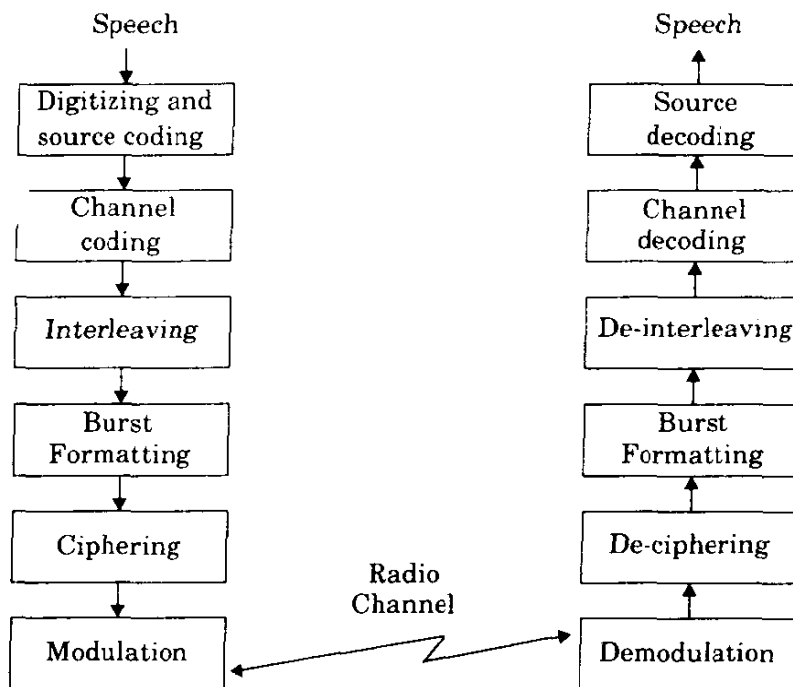 Speech
Digitizing and
source coding
Channel
coding
Interleaving
Burst
Formatting
Ciphering
Modulation
Radio
Channel
Speech
Source
decoding
Channel
decoding
De-interleaving
Burst
Formatting
De-ciphering
Demodulation